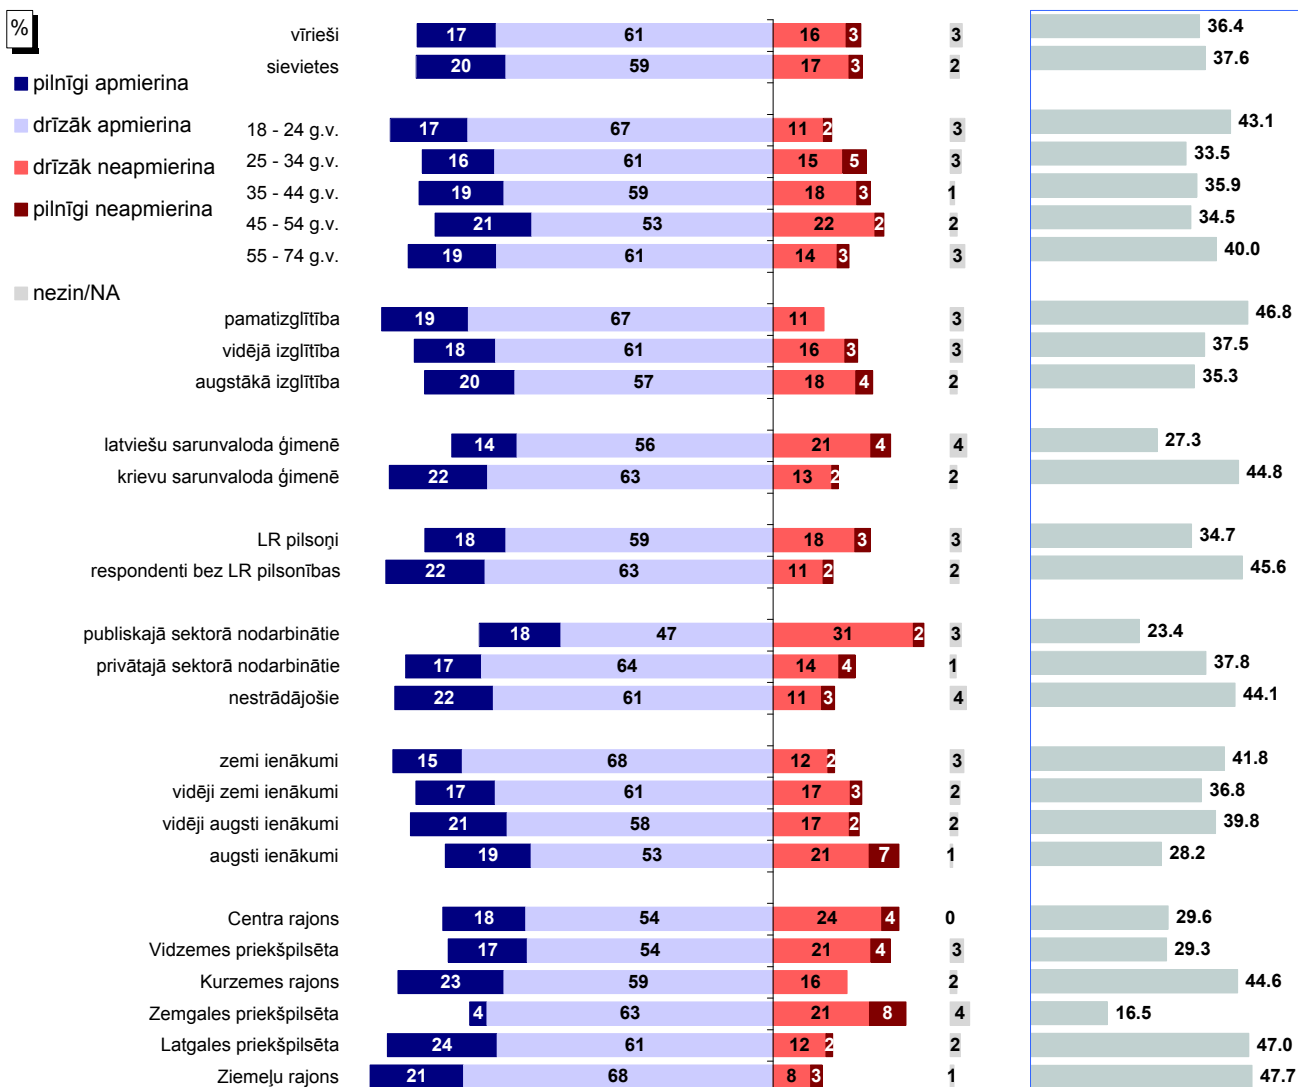 %
pilnīgi apmierina
drīzāk apmierina
drīzāk neapmierina
pilnīgi neapmierina
nezin/NA
vīrieši 17 61 16 3 3 36.4
sievietes 20 59 17 3 2 37.6
18 - 24 g.v. 17 67 11 2 3 43.1
25 - 34 g.v. 16 61 15 5 3 33.5
35 - 44 g.v. 19 59 18 3 1 35.9
45 - 54 g.v. 21 53 22 2 2 34.5
55 - 74 g.v. 19 61 14 3 3 40.0
pamatizglītība 19 67 11 3 46.8
vidējā izglītība 18 61 16 3 3 37.5
augstākā izglītība 20 57 18 4 2 35.3
latviešu sarunvaloda ģimenē 14 56 21 4 4 27.3
krievu sarunvaloda ģimenē 22 63 13 2 2 44.8
LR pilsoņi 18 59 18 3 3 34.7
respondenti bez LR pilsonības 22 63 11 2 2 45.6
publiskajā sektorā nodarbinātie 18 47 31 2 3 23.4
privātajā sektorā nodarbinātie 17 64 14 4 1 37.8
nestrādājošie 22 61 11 3 4 44.1
zemi ienākumi 15 68 12 2 3 41.8
vidēji zemi ienākumi 17 61 17 3 2 36.8
vidēji augsti ienākumi 21 58 17 2 2 39.8
augsti ienākumi 19 53 21 7 1 28.2
Centra rajons 18 54 24 4 0 29.6
Vidzemes priekšpilsēta 17 54 21 4 3 29.3
Kurzemes rajons 23 59 16 2 44.6
Zemgales priekšpilsēta 4 63 21 8 4 16.5
Latgales priekšpilsēta 24 61 12 2 2 47.0
Ziemeļu rajons 21 68 8 3 1 47.7